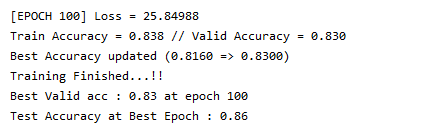 [EPOCH 100] Loss = 25.84988
Train Accuracy = 0.838 // Valid Accuracy = 0.830
Best Accuracy updated (0.8160 => 0.8300)
Training Finished...!!
Best Valid acc : 0.83 at epoch 100
Test Accuracy at Best Epoch : 0.86